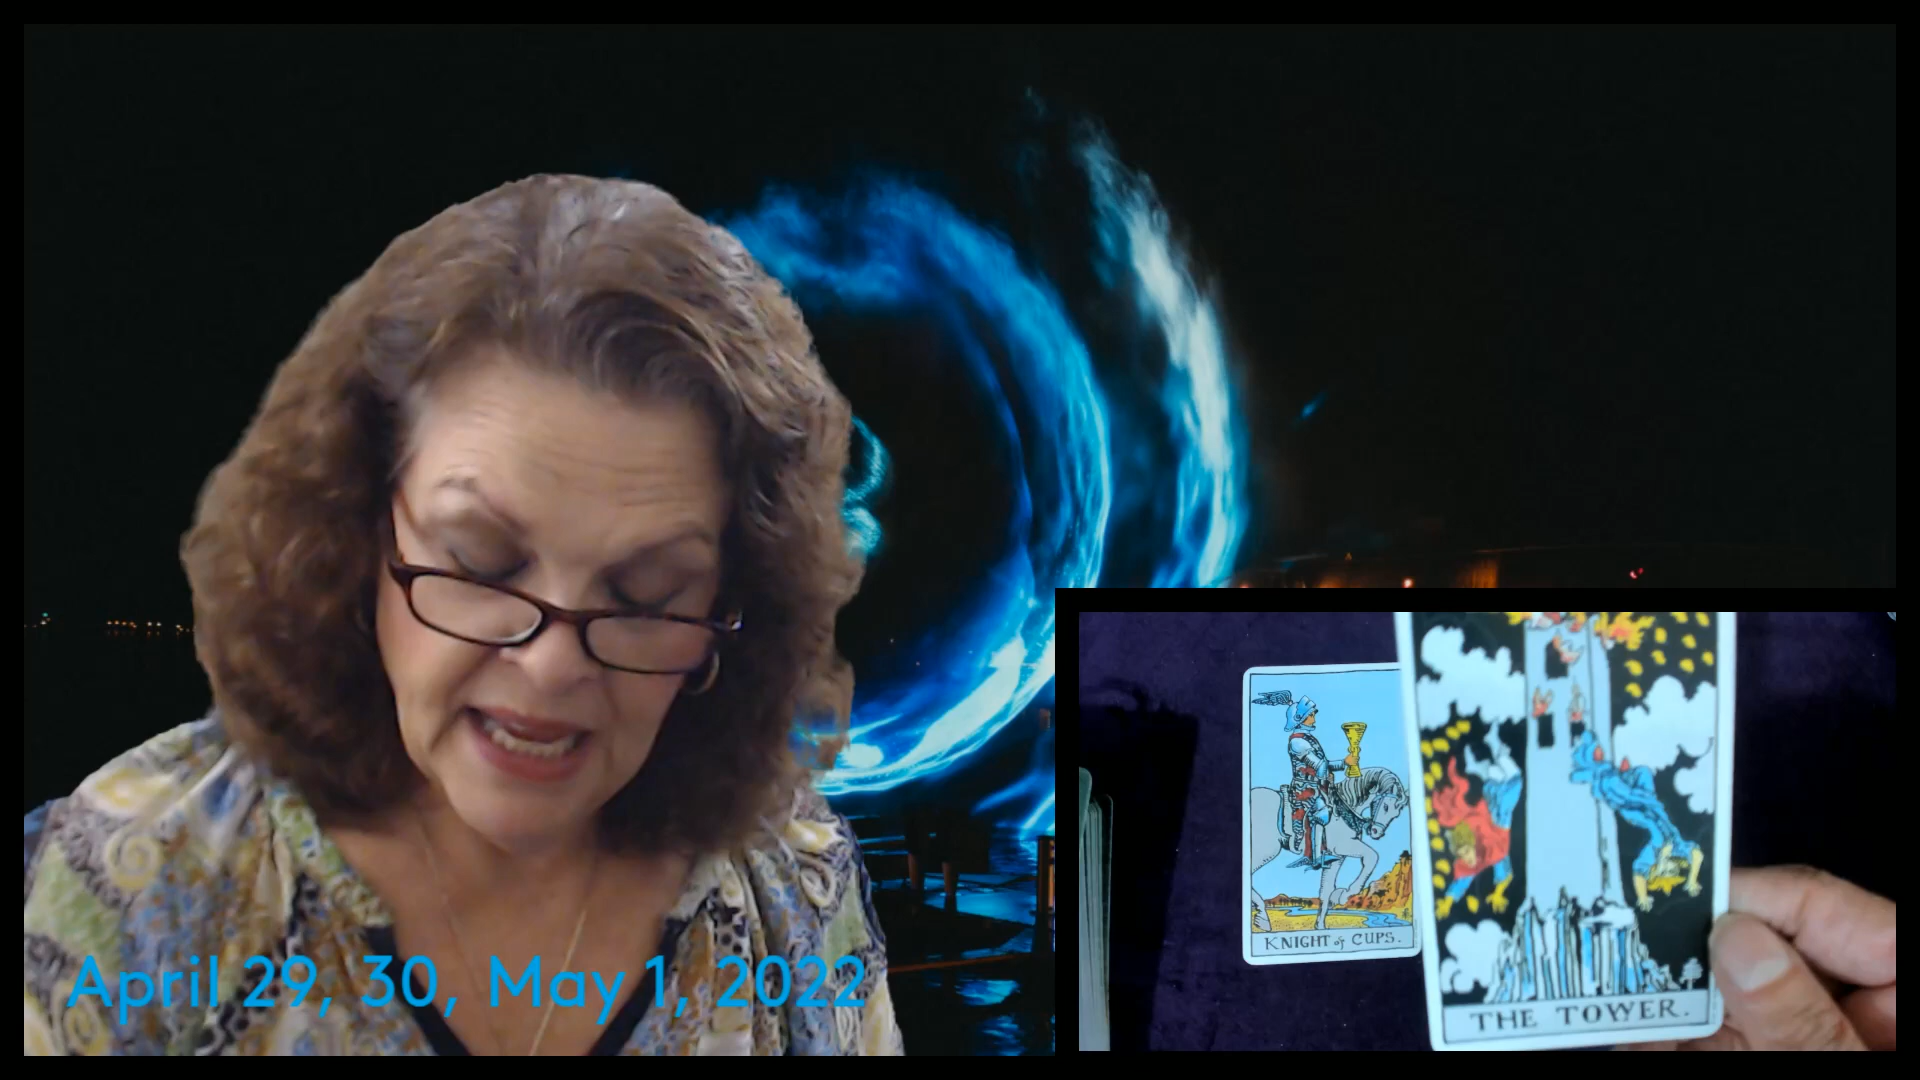 April 29, 30, May 1, 2022
KNIGHT of CUPS.
THE TOWER.